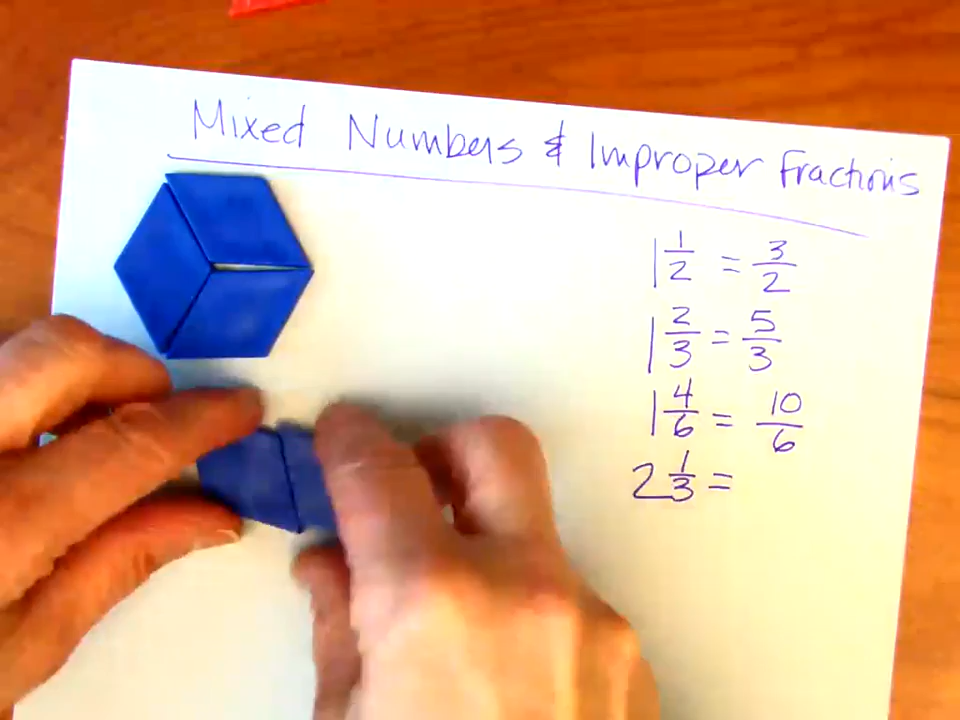 Mixed Numbers & Improper Fractions
1 1/2 = 3/2
1 2/3 = 5/3
1 4/6 = 10/6
2 1/3 =